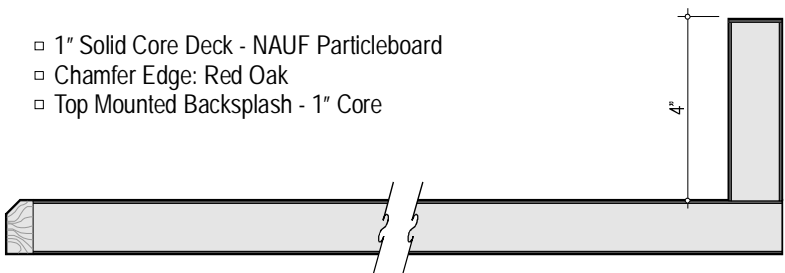 ▫ 1" Solid Core Deck - NAUF Particleboard
▫ Chamfer Edge: Red Oak
▫ Top Mounted Backsplash - 1" Core
4"